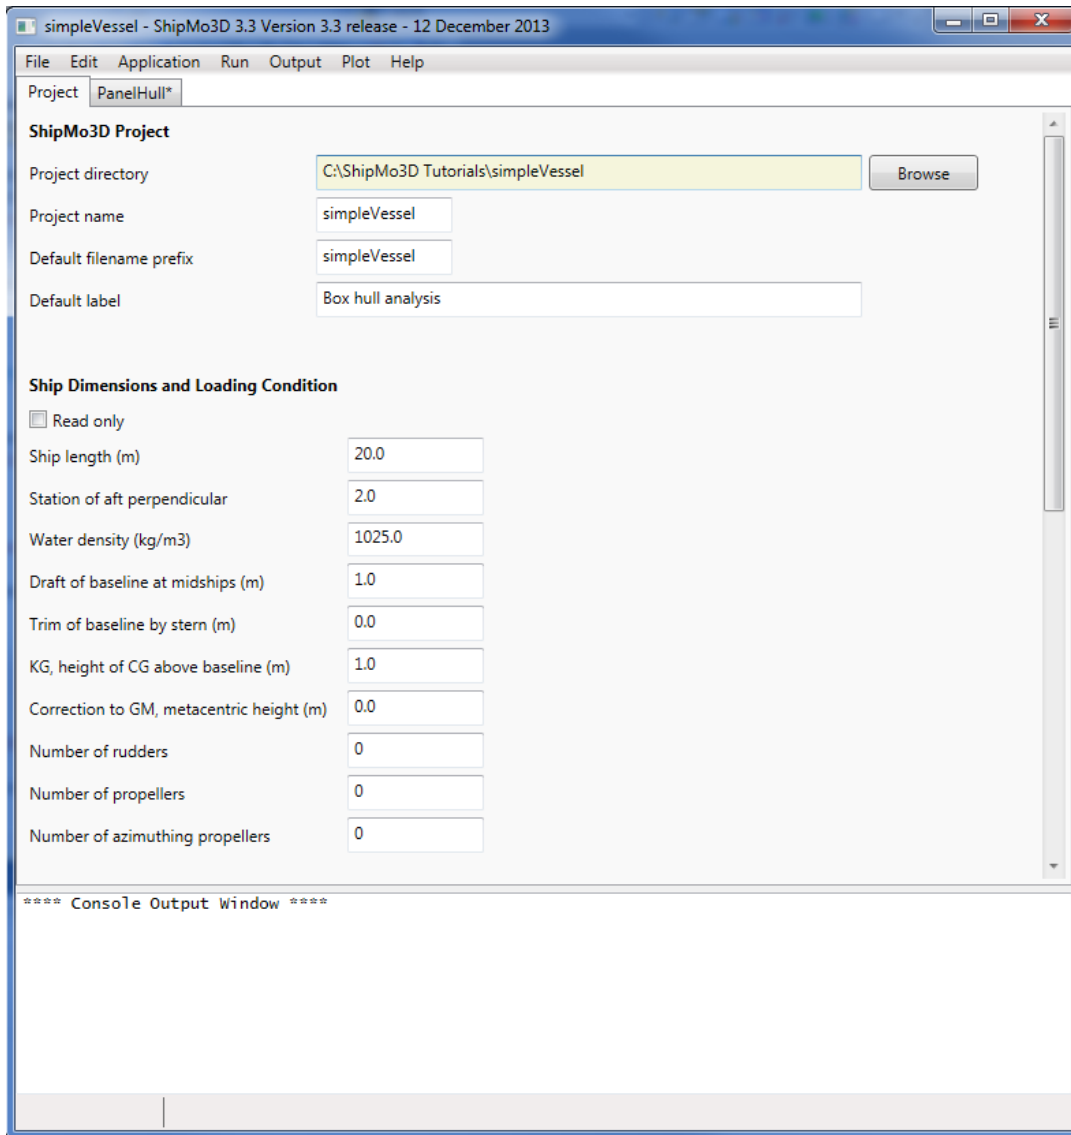 simpleVessel - ShipMo3D 3.3 Version 3.3 release - 12 December 2013
File Edit Application Run Output Plot Help
Project PanelHull*
ShipMo3D Project
Project directory C:\ShipMo3D Tutorials\simpleVessel Browse
Project name simpleVessel
Default filename prefix simpleVessel
Default label Box hull analysis
Ship Dimensions and Loading Condition
Read only
Ship length (m) 20.0
Station of aft perpendicular 2.0
Water density (kg/m3) 1025.0
Draft of baseline at midships (m) 1.0
Trim of baseline by stern (m) 0.0
KG, height of CG above baseline (m) 1.0
Correction to GM, metacentric height (m) 0.0
Number of rudders 0
Number of propellers 0
Number of azimuthing propellers 0
**** Console Output Window ****